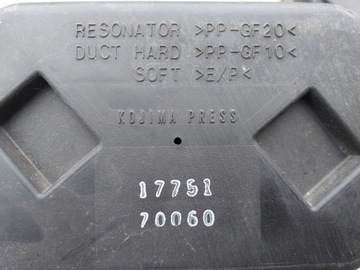 RESONATOR >PP-GF20<
DUCT HARD >PP-GF10<
SOFT >E/P<
KOJIMA PRESS
17751
70060